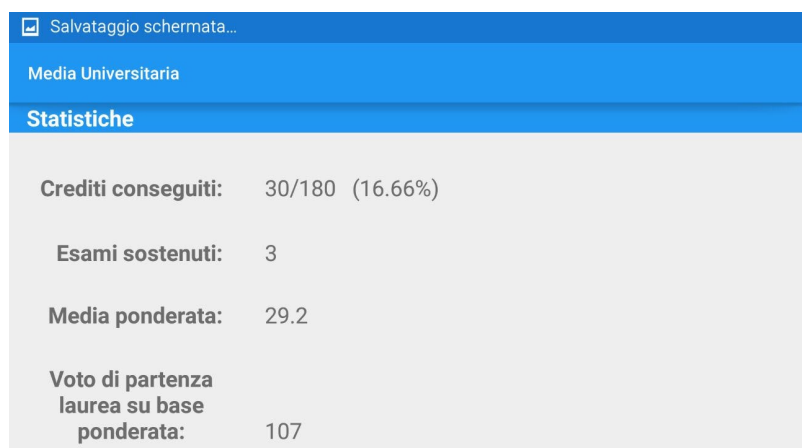 Salvataggio schermata...
Media Universitaria
Statistiche
Crediti conseguiti: 30/180 (16.66%)
Esami sostenuti: 3
Media ponderata: 29.2
Voto di partenza
laurea su base
ponderata: 107